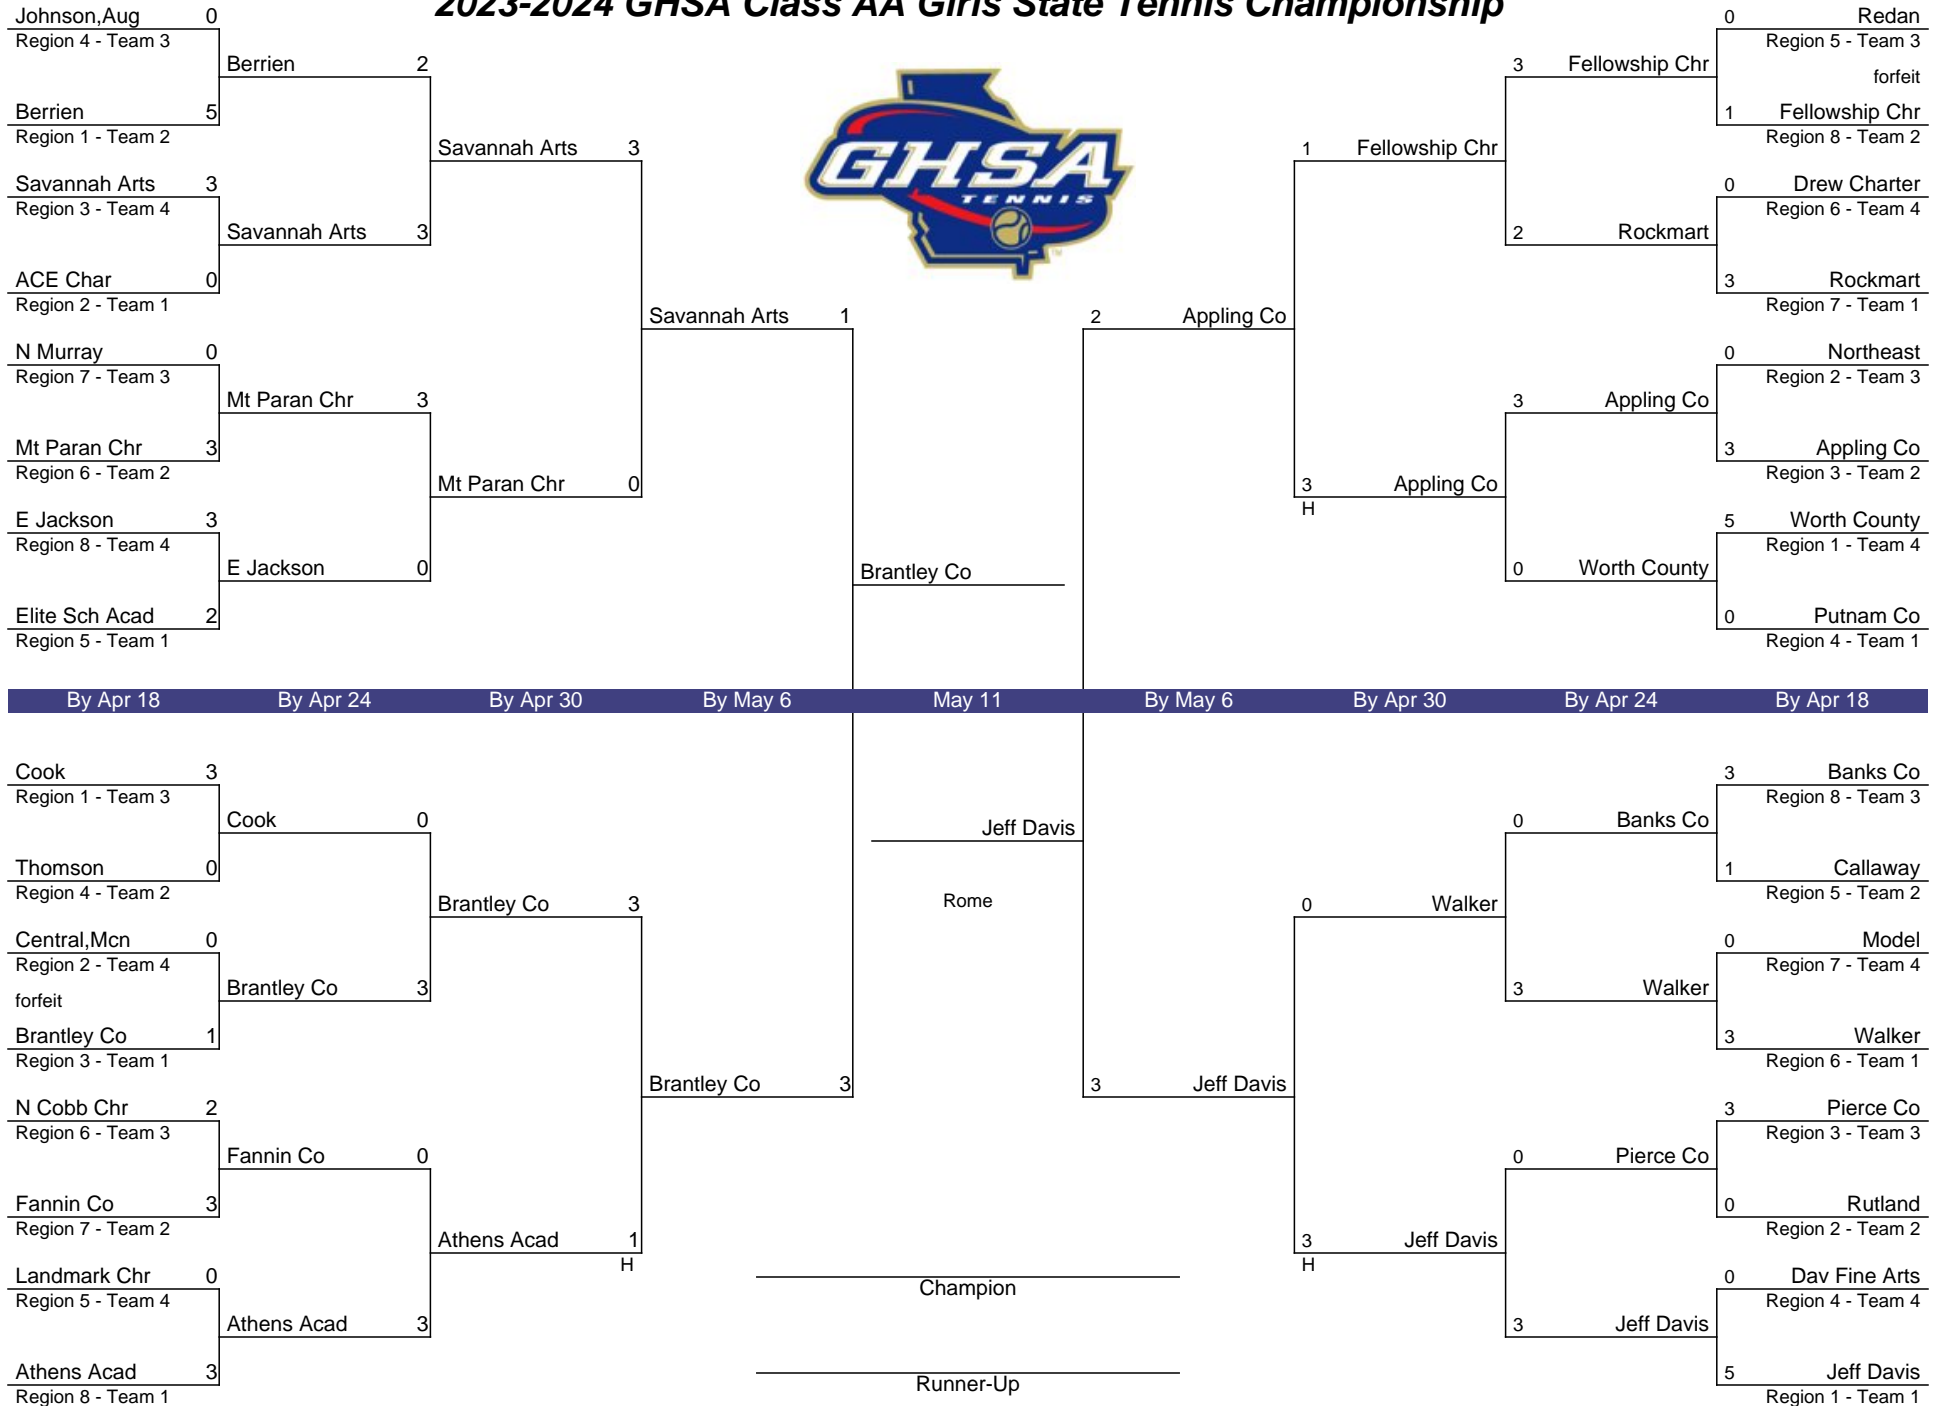 2023-2024 GHSA Class AA Girls State Tennis Championship
Johnson,Aug 0
Region 4 - Team 3
Berrien 2
Berrien 5
Region 1 - Team 2
Savannah Arts 3
Savannah Arts 3
Region 3 - Team 4
Savannah Arts 3
ACE Char 0
Region 2 - Team 1
Savannah Arts 1
N Murray 0
Region 7 - Team 3
Mt Paran Chr 3
Mt Paran Chr 3
Region 6 - Team 2
Mt Paran Chr 0
E Jackson 3
Region 8 - Team 4
E Jackson 0
Brantley Co
Elite Sch Acad 2
Region 5 - Team 1
GHSA
TENNIS
TM
0 Redan
Region 5 - Team 3
3 Fellowship Chr
forfeit
1 Fellowship Chr
Region 8 - Team 2
1 Fellowship Chr
0 Drew Charter
Region 6 - Team 4
2 Rockmart
3 Rockmart
Region 7 - Team 1
2 Appling Co
0 Northeast
Region 2 - Team 3
3 Appling Co
3 Appling Co
Region 3 - Team 2
3 Appling Co
H
5 Worth County
Region 1 - Team 4
0 Worth County
0 Putnam Co
Region 4 - Team 1
By Apr 18 By Apr 24 By Apr 30 By May 6 May 11 By May 6 By Apr 30 By Apr 24 By Apr 18
Cook 3
Region 1 - Team 3
Cook 0
Thomson 0
Region 4 - Team 2
Brantley Co 3
Central,Mcn 0
Region 2 - Team 4
Brantley Co 3
forfeit
Brantley Co 1
Region 3 - Team 1
Brantley Co 3
N Cobb Chr 2
Region 6 - Team 3
Fannin Co 0
Fannin Co 3
Region 7 - Team 2
Athens Acad 1
H
Landmark Chr 0
Region 5 - Team 4
Athens Acad 3
Athens Acad 3
Region 8 - Team 1
Jeff Davis
Rome
Champion
Runner-Up
3 Banks Co
Region 8 - Team 3
0 Banks Co
1 Callaway
Region 5 - Team 2
0 Walker
0 Model
Region 7 - Team 4
3 Walker
3 Walker
Region 6 - Team 1
3 Jeff Davis
3 Pierce Co
Region 3 - Team 3
0 Pierce Co
0 Rutland
Region 2 - Team 2
3 Jeff Davis
H
0 Dav Fine Arts
Region 4 - Team 4
3 Jeff Davis
5 Jeff Davis
Region 1 - Team 1